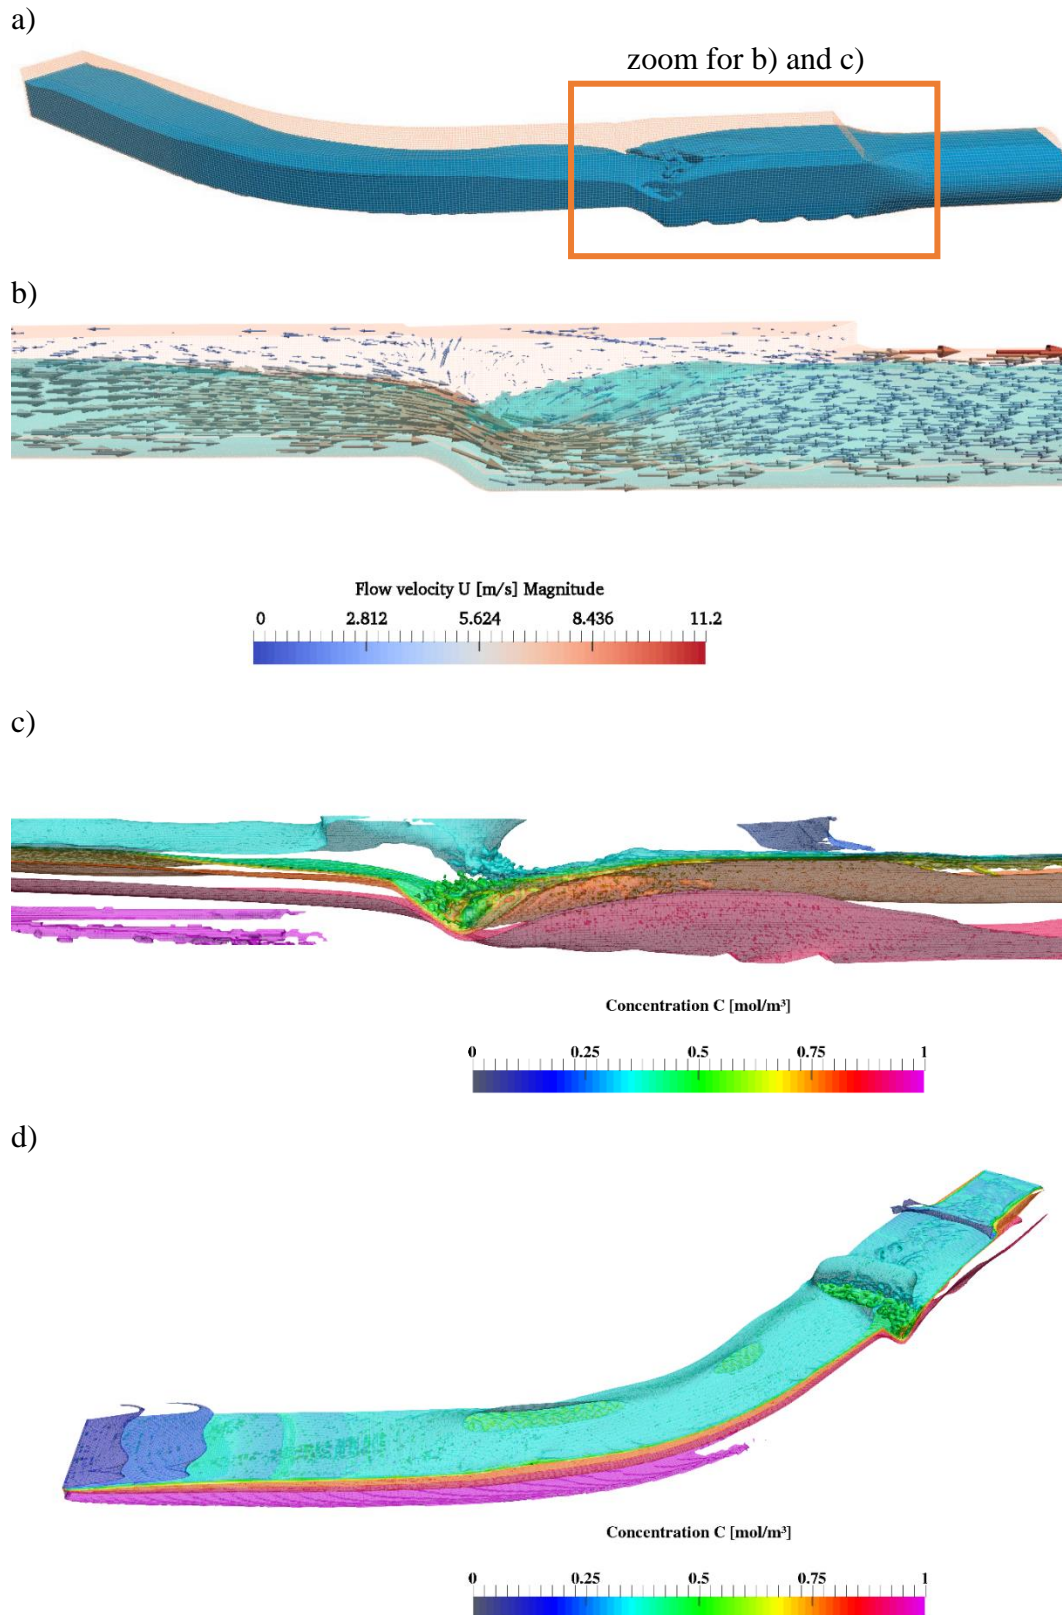 a)
zoom for b) and c)
b)
Flow velocity U [m/s] Magnitude
0 2.812 5.624 8.436 11.2
c)
Concentration C [mol/m³]
0 0.25 0.5 0.75 1
d)
Concentration C [mol/m³]
0 0.25 0.5 0.75 1